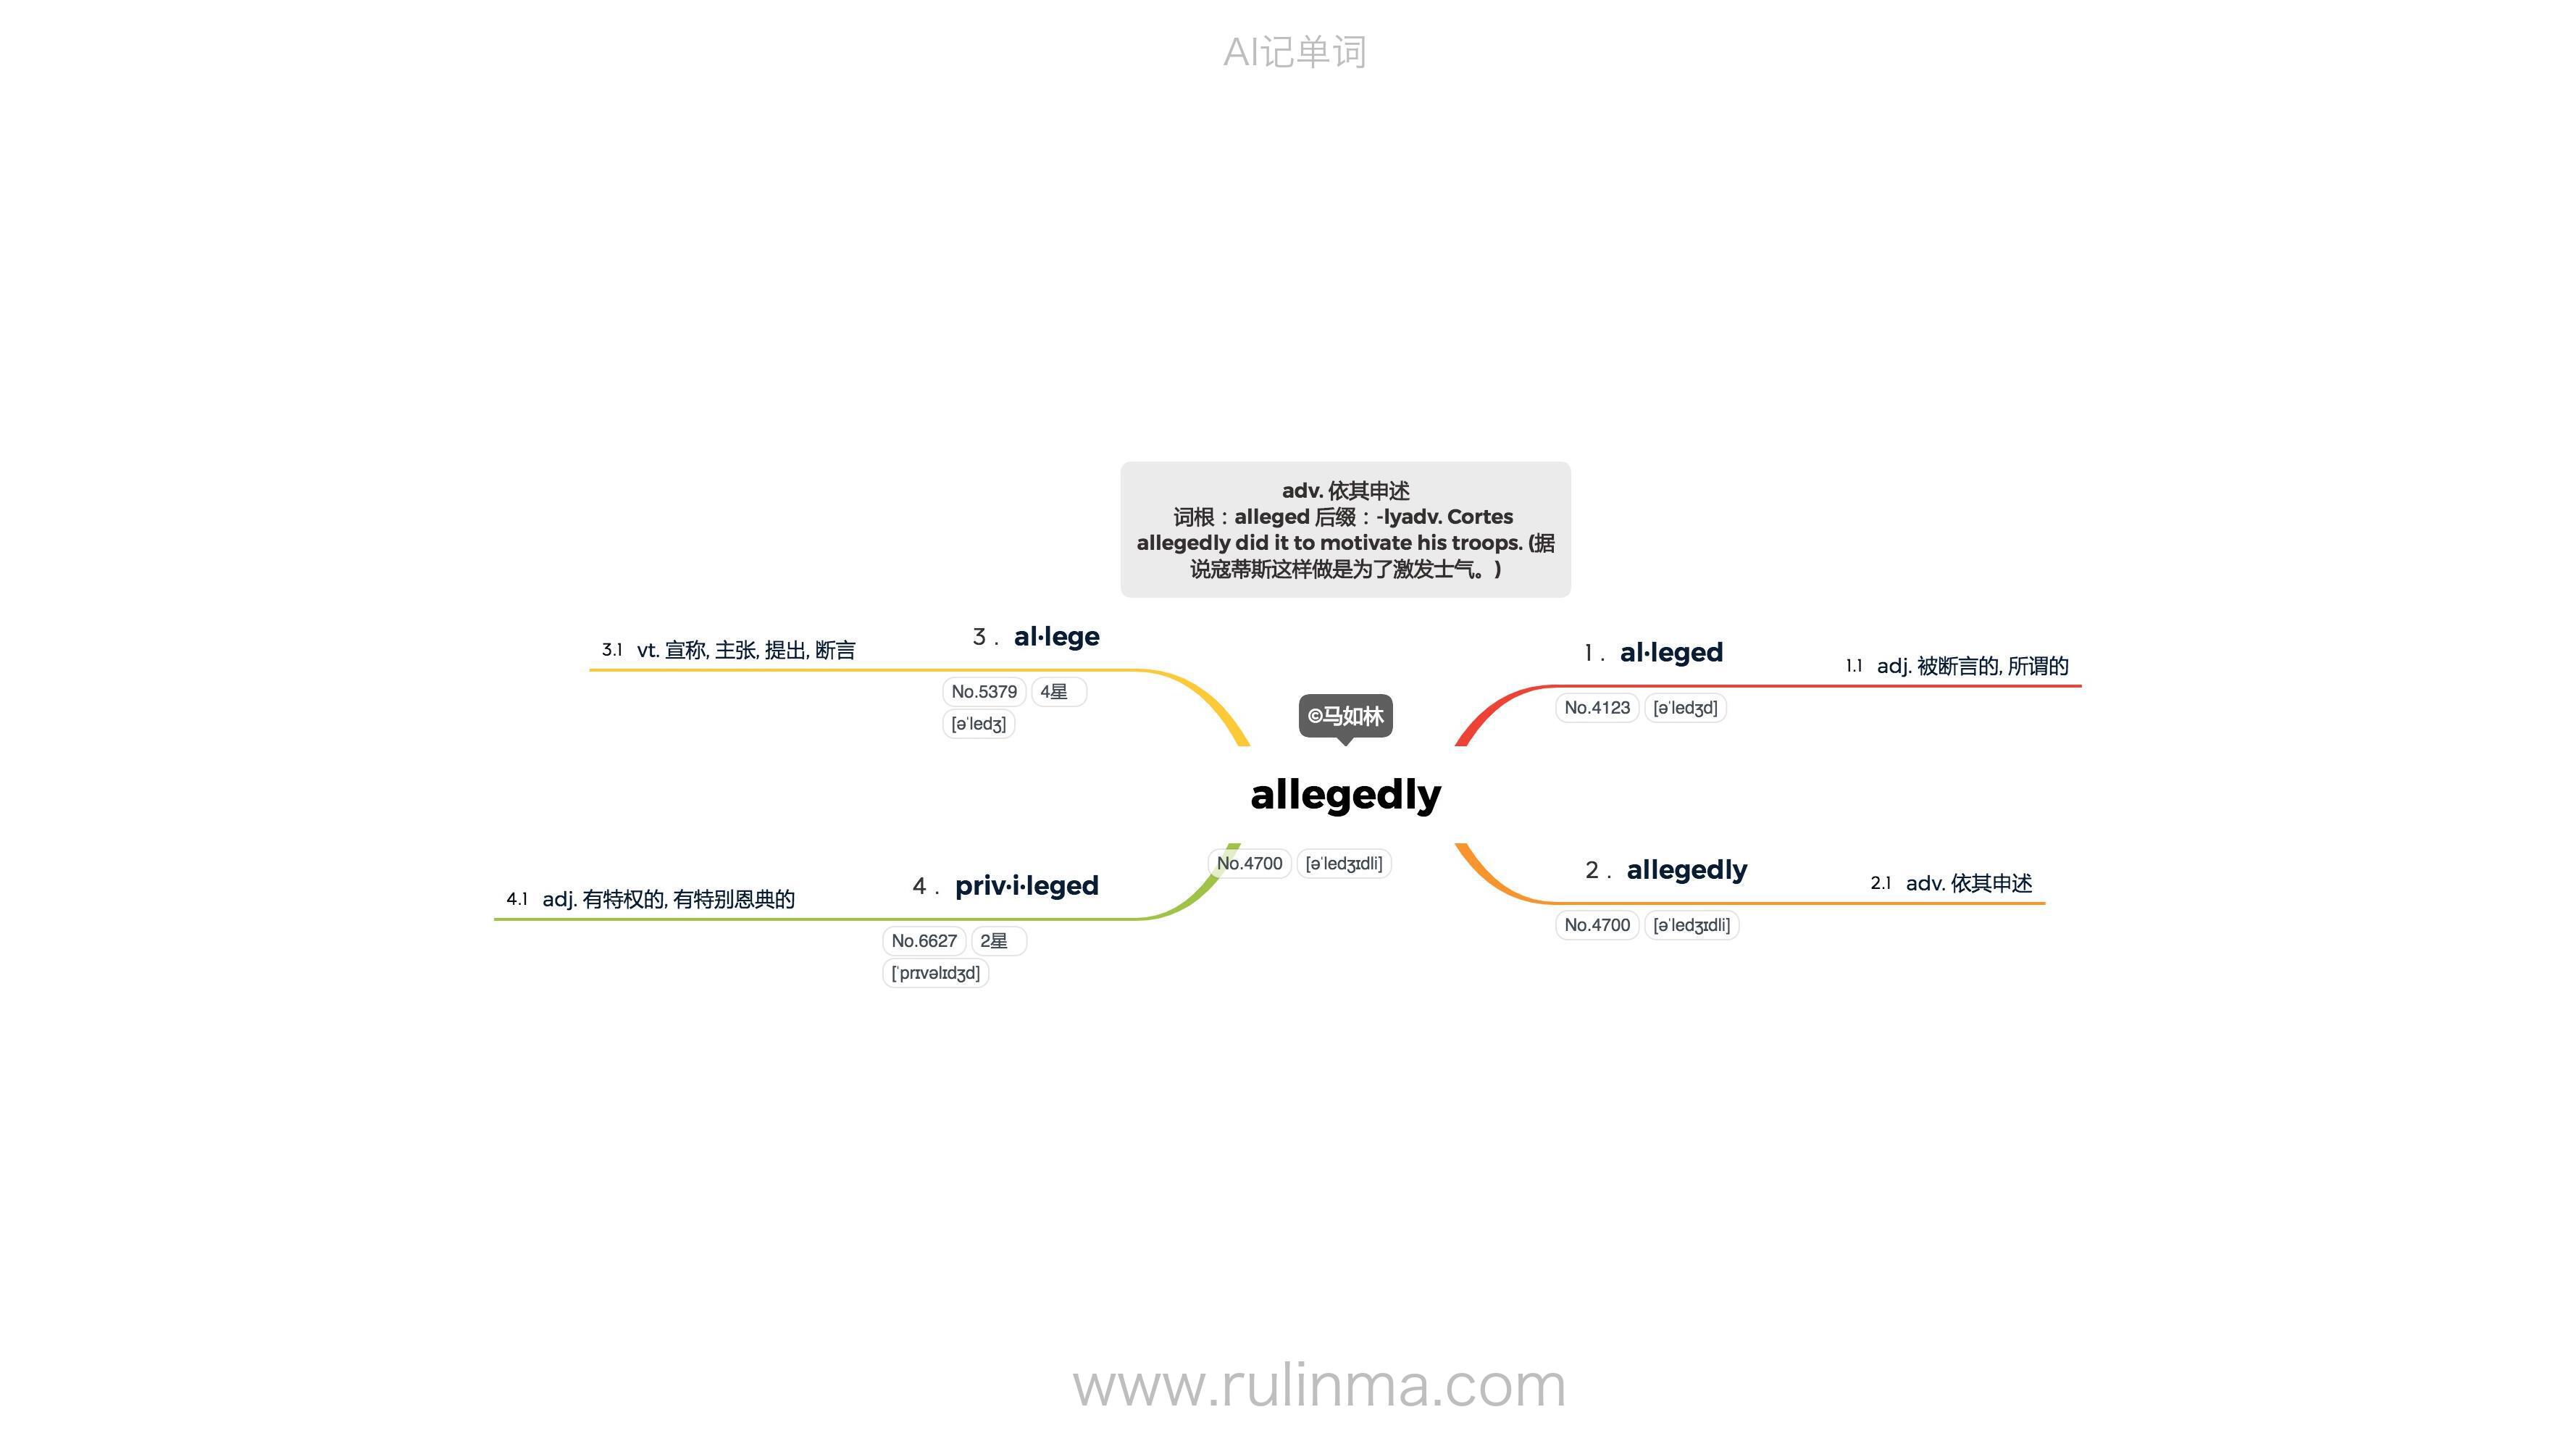 AI记单词
adv. 依其申述
词根：alleged 后缀：-lyadv. Cortes
allegedly did it to motivate his troops. (据
说寇蒂斯这样做是为了激发士气。)
3 . al·lege
3.1 vt. 宣称, 主张, 提出, 断言
No.5379 4星
[əˈledʒ]
1 . al·leged
1.1 adj. 被断言的, 所谓的
No.4123 [əˈledʒd]
©马如林
allegedly
No.4700 [əˈledʒɪdli]
4 . priv·i·leged
4.1 adj. 有特权的, 有特别恩典的
No.6627 2星
[ˈprɪvəlɪdʒd]
2 . allegedly
2.1 adv. 依其申述
No.4700 [əˈledʒɪdli]
www.rulinma.com